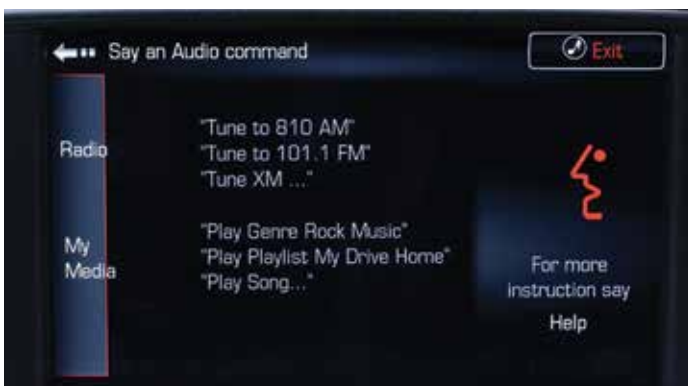 Say an Audio command
Exit
Radio
"Tune to 810 AM"
"Tune to 101.1 FM"
"Tune XM ..."
My
Media
"Play Genre Rock Music"
"Play Playlist My Drive Home"
"Play Song..."
For more
instruction say
Help